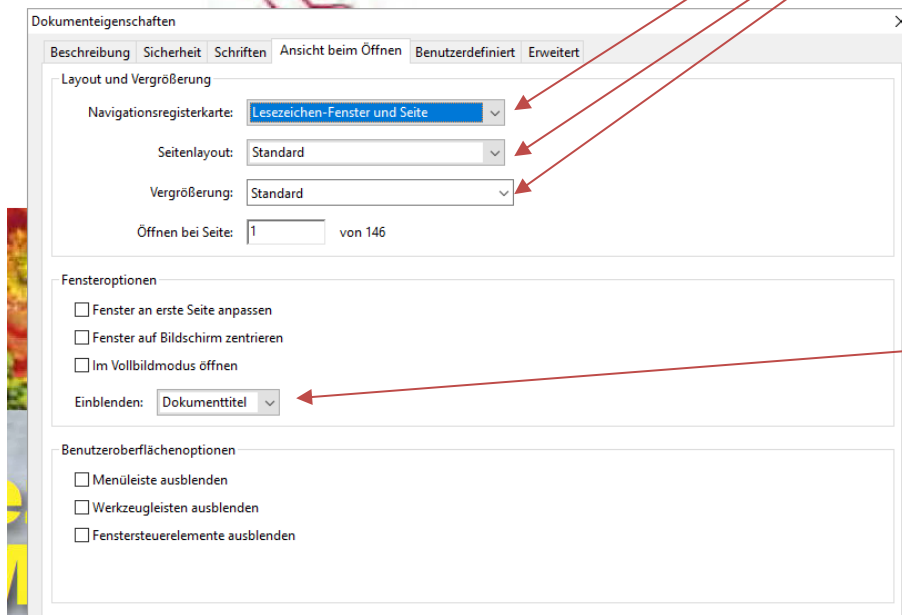 Dokumenteigenschaften
Beschreibung Sicherheit Schriften Ansicht beim Öffnen Benutzerdefiniert Erweitert
Layout und Vergrößerung
Navigationsregisterkarte: Lesezeichen-Fenster und Seite
Seitenlayout: Standard
Vergrößerung: Standard
Öffnen bei Seite: 1 von 146
Fensteroptionen
Fenster an erste Seite anpassen
Fenster auf Bildschirm zentrieren
Im Vollbildmodus öffnen
Einblenden: Dokumenttitel
Benutzeroberflächenoptionen
Menüleiste ausblenden
Werkzeugleisten ausblenden
Fenstersteuerelemente ausblenden